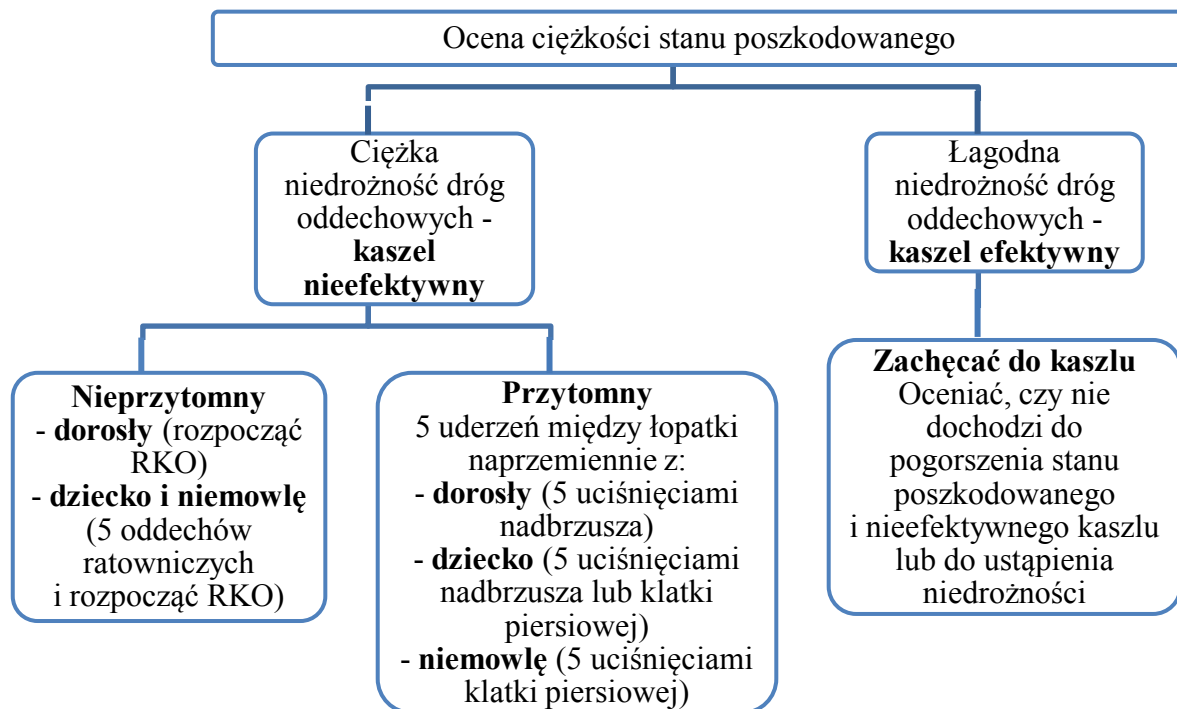 Ocena ciężkości stanu poszkodowanego
Ciężka
niedrożność dróg
oddechowych -
kaszel
nieefektywny
Łagodna
niedrożność dróg
oddechowych -
kaszel efektywny
Nieprzytomny
- dorosły (rozpocząć
RKO)
- dziecko i niemowlę
(5 oddechów
ratowniczych
i rozpocząć RKO)
Przytomny
5 uderzeń między łopatki
naprzemiennie z:
- dorosły (5 uciśnięciami
nadbrzusza)
- dziecko (5 uciśnięciami
nadbrzusza lub klatki
piersiowej)
- niemowlę (5 uciśnięciami
klatki piersiowej)
Zachęcać do kaszlu
Oceniać, czy nie
dochodzi do
pogorszenia stanu
poszkodowanego
i nieefektywnego kaszlu
lub do ustąpienia
niedrożności